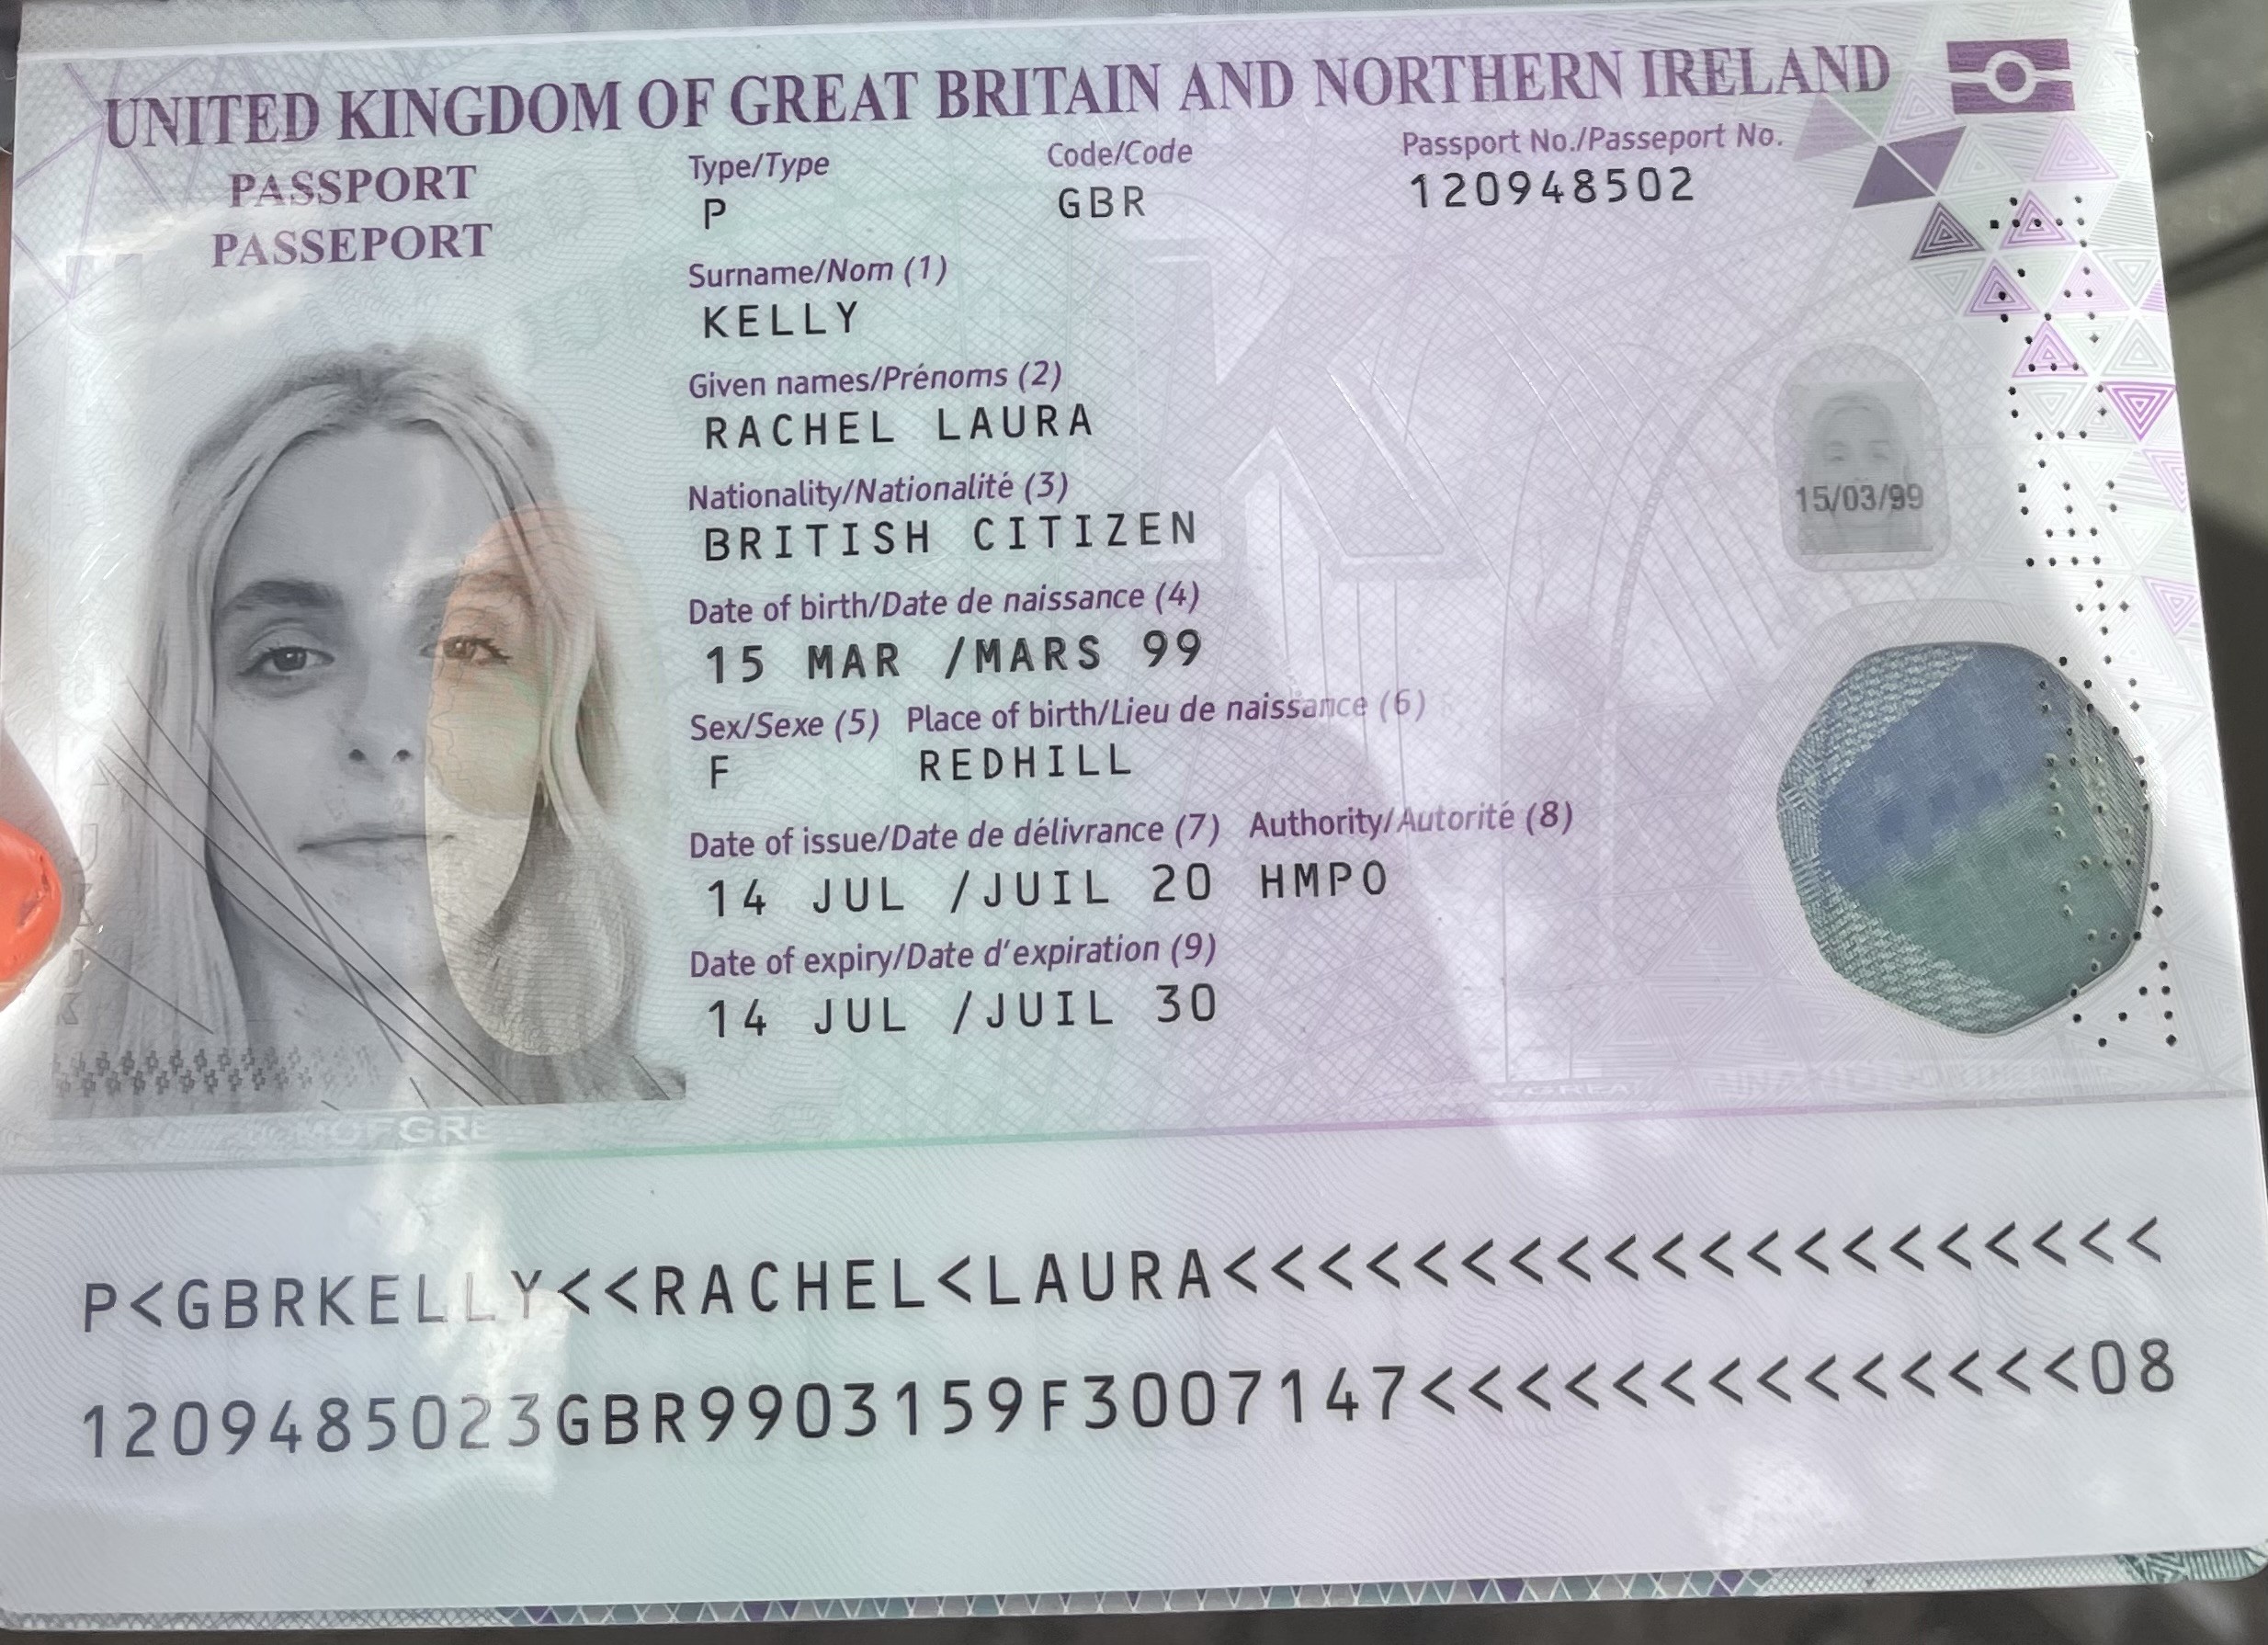 UNITED KINGDOM OF GREAT BRITAIN AND NORTHERN IRELAND
PASSPORT
PASSEPORT
Type/Type Code/Code Passport No./Passeport No.
P GBR 120948502
Surname/Nom (1)
KELLY
Given names/Prénoms (2)
RACHEL LAURA
Nationality/Nationalité (3)
BRITISH CITIZEN
Date of birth/Date de naissance (4)
15 MAR /MARS 99
Sex/Sexe (5) Place of birth/Lieu de naissance (6)
F REDHILL
Date of issue/Date de délivrance (7) Authority/Autorité (8)
14 JUL /JUIL 20 HMPO
Date of expiry/Date d'expiration (9)
14 JUL /JUIL 30
15/03/99
P<GBRKELLY<<RACHEL<LAURA<<<<<<<<<<<<<<<<<<<<
1209485023GBR9903159F3007147<<<<<<<<<<<<<<08